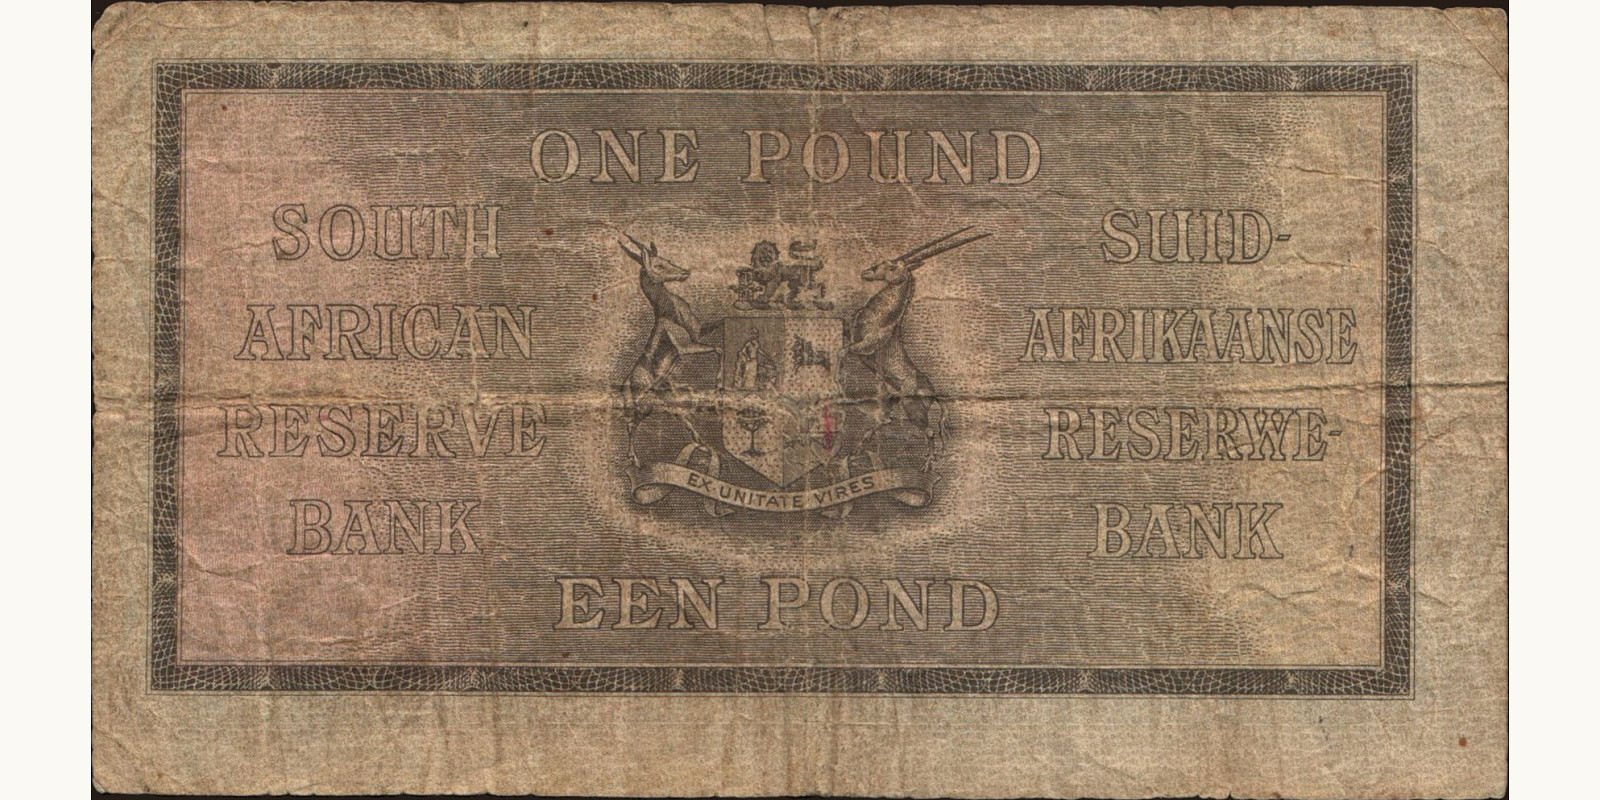 ONE POUND
SOUTH
AFRICAN
RESERVE
BANK
SUID-
AFRIKAANSE
RESERWE-
BANK
EX·UNITATE VIRES
EEN POND